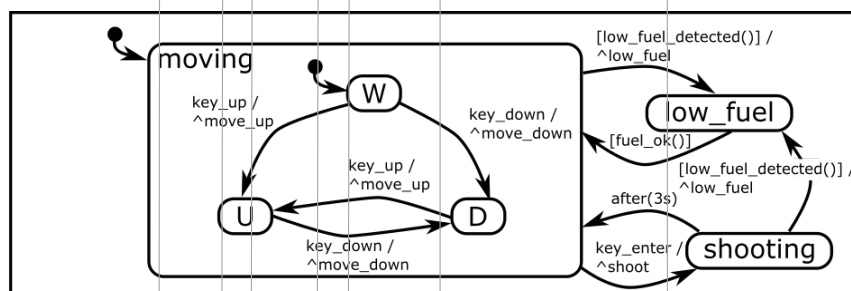 moving
[low_fuel_detected()] /
^low_fuel
W
key_up /
^move_up
key_down /
^move_down
low_fuel
[fuel_ok()]
key_up /
^move_up
[low_fuel_detected()] /
^low_fuel
after(3s)
U
D
key_down /
^move_down
key_enter /
^shoot
shooting